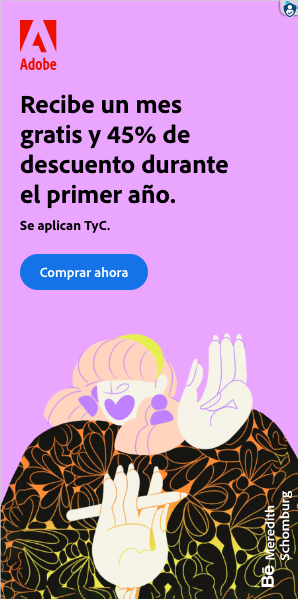 Adobe
Recibe un mes
gratis y 45% de
descuento durante
el primer año.
Se aplican TyC.
Comprar ahora
Bē Meredith
Schomburg